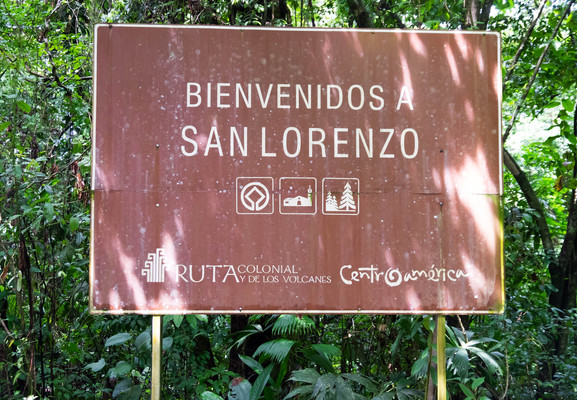 BIENVENIDOS A
SAN LORENZO
RUTA COLONIAL
Y DE LOS VOLCANES
Centroamérica